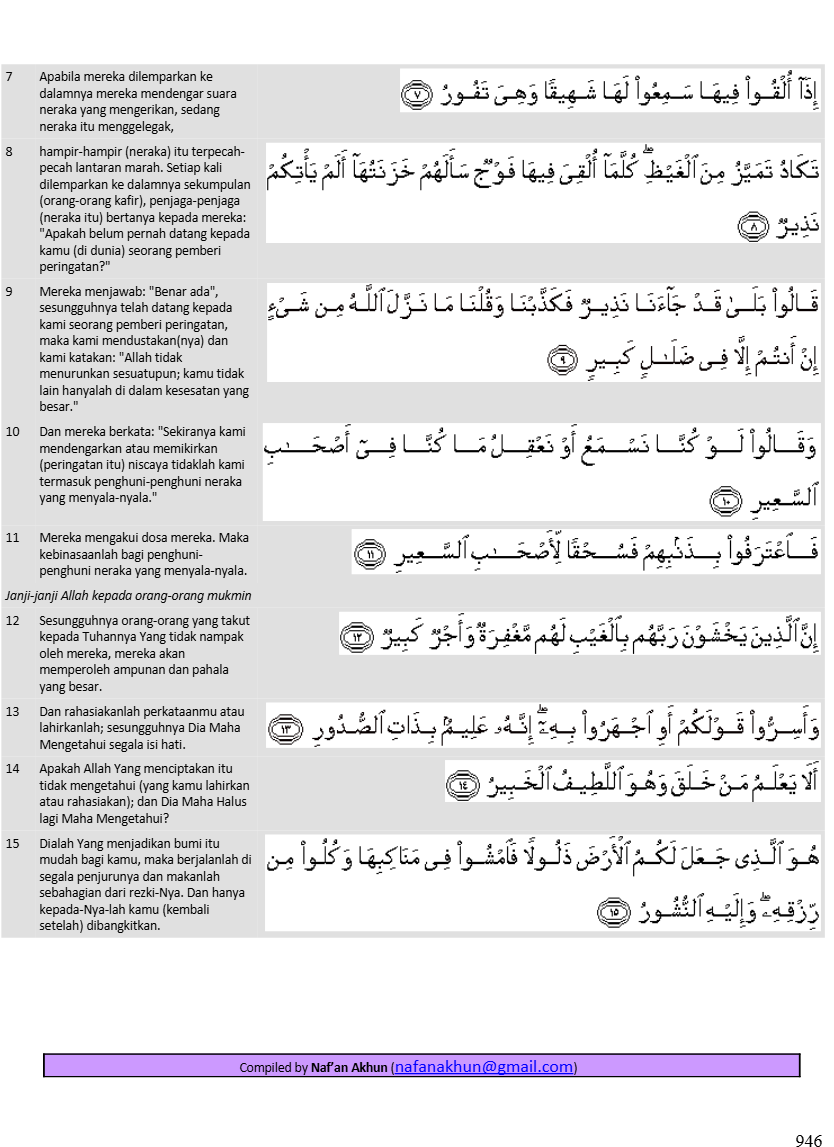 7 Apabila mereka dilemparkan ke
dalamnya mereka mendengar suara
neraka yang mengerikan, sedang
neraka itu menggelegak,
إِذَآ أُلْقُوا۟ فِيهَا سَمِعُوا۟ لَهَا شَهِيقًا وَهِىَ تَفُورُ ﴿٧﴾
8 hampir-hampir (neraka) itu terpecah-
pecah lantaran marah. Setiap kali
dilemparkan ke dalamnya sekumpulan
(orang-orang kafir), penjaga-penjaga
(neraka itu) bertanya kepada mereka:
"Apakah belum pernah datang kepada
kamu (di dunia) seorang pemberi
peringatan?"
تَكَادُ تَمَيَّزُ مِنَ ٱلْغَيْظِ ۖ كُلَّمَآ أُلْقِىَ فِيهَا فَوْجٌ سَأَلَهُمْ خَزَنَتُهَآ أَلَمْ يَأْتِكُمْ
نَذِيرٌ ﴿٨﴾
9 Mereka menjawab: "Benar ada",
sesungguhnya telah datang kepada
kami seorang pemberi peringatan,
maka kami mendustakan(nya) dan
kami katakan: "Allah tidak
menurunkan sesuatupun; kamu tidak
lain hanyalah di dalam kesesatan yang
besar."
قَالُوا۟ بَلَىٰ قَدْ جَآءَنَا نَذِيرٌ فَكَذَّبْنَا وَقُلْنَا مَا نَزَّلَ ٱللَّهُ مِن شَىْءٍ
إِنْ أَنتُمْ إِلَّا فِى ضَلَٰلٍ كَبِيرٍ ﴿٩﴾
10 Dan mereka berkata: "Sekiranya kami
mendengarkan atau memikirkan
(peringatan itu) niscaya tidaklah kami
termasuk penghuni-penghuni neraka
yang menyala-nyala."
وَقَالُوا۟ لَوْ كُنَّا نَسْمَعُ أَوْ نَعْقِلُ مَا كُنَّا فِىٓ أَصْحَٰبِ
ٱلسَّعِيرِ ﴿١٠﴾
11 Mereka mengakui dosa mereka. Maka
kebinasaanlah bagi penghuni-
penghuni neraka yang menyala-nyala.
فَٱعْتَرَفُوا۟ بِذَنۢبِهِمْ فَسُحْقًا لِّأَصْحَٰبِ ٱلسَّعِيرِ ﴿١١﴾
Janji-janji Allah kepada orang-orang mukmin
12 Sesungguhnya orang-orang yang takut
kepada Tuhannya Yang tidak nampak
oleh mereka, mereka akan
memperoleh ampunan dan pahala
yang besar.
إِنَّ ٱلَّذِينَ يَخْشَوْنَ رَبَّهُم بِٱلْغَيْبِ لَهُم مَّغْفِرَةٌ وَأَجْرٌ كَبِيرٌ ﴿١٢﴾
13 Dan rahasiakanlah perkataanmu atau
lahirkanlah; sesungguhnya Dia Maha
Mengetahui segala isi hati.
وَأَسِرُّوا۟ قَوْلَكُمْ أَوِ ٱجْهَرُوا۟ بِهِۦٓ ۖ إِنَّهُۥ عَلِيمٌۢ بِذَاتِ ٱلصُّدُورِ ﴿١٣﴾
14 Apakah Allah Yang menciptakan itu
tidak mengetahui (yang kamu lahirkan
atau rahasiakan); dan Dia Maha Halus
lagi Maha Mengetahui?
أَلَا يَعْلَمُ مَنْ خَلَقَ وَهُوَ ٱللَّطِيفُ ٱلْخَبِيرُ ﴿١٤﴾
15 Dialah Yang menjadikan bumi itu
mudah bagi kamu, maka berjalanlah di
segala penjurunya dan makanlah
sebahagian dari rezki-Nya. Dan hanya
kepada-Nya-lah kamu (kembali
setelah) dibangkitkan.
هُوَ ٱلَّذِى جَعَلَ لَكُمُ ٱلْأَرْضَ ذَلُولًا فَٱمْشُوا۟ فِى مَنَاكِبِهَا وَكُلُوا۟ مِن
رِّزْقِهِۦ ۖ وَإِلَيْهِ ٱلنُّشُورُ ﴿١٥﴾
Compiled by Naf’an Akhun (nafanakhun@gmail.com)
946